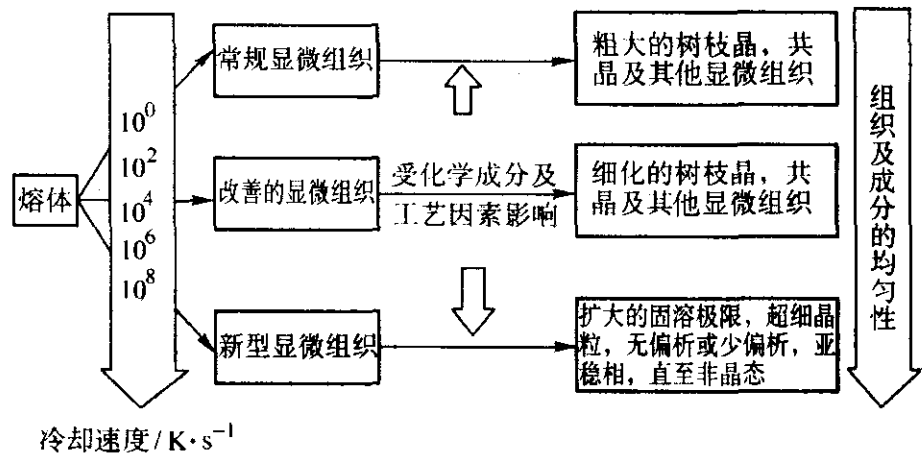 常规显微组织
粗大的树枝晶，共
晶及其他显微组织
10⁰
10²
10⁴
10⁶
10⁸
熔体
改善的显微组织
受化学成分及
工艺因素影响
细化的树枝晶，共
晶及其他显微组织
新型显微组织
扩大的固溶极限，超细晶
粒，无偏析或少偏析，亚
稳相，直至非晶态
组织及成分的均匀性
冷却速度/K·s⁻¹